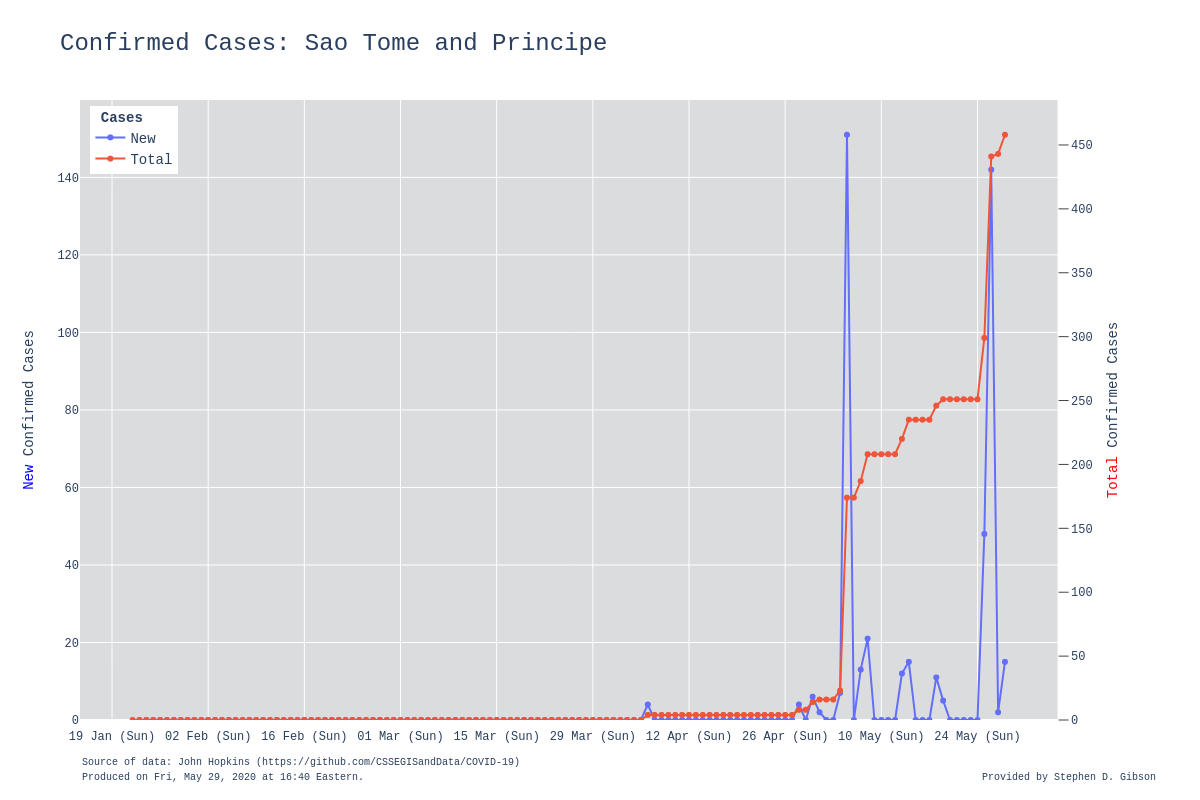 Confirmed Cases: Sao Tome and Principe
Cases
New
Total
140
120
100
80
60
40
20
0
New Confirmed Cases
450
400
350
300
250
200
150
100
50
0
Total Confirmed Cases
19 Jan (Sun) 02 Feb (Sun) 16 Feb (Sun) 01 Mar (Sun) 15 Mar (Sun) 29 Mar (Sun) 12 Apr (Sun) 26 Apr (Sun) 10 May (Sun) 24 May (Sun)
Source of data: John Hopkins (https://github.com/CSSEGISandData/COVID-19)
Produced on Fri, May 29, 2020 at 16:40 Eastern.
Provided by Stephen D. Gibson